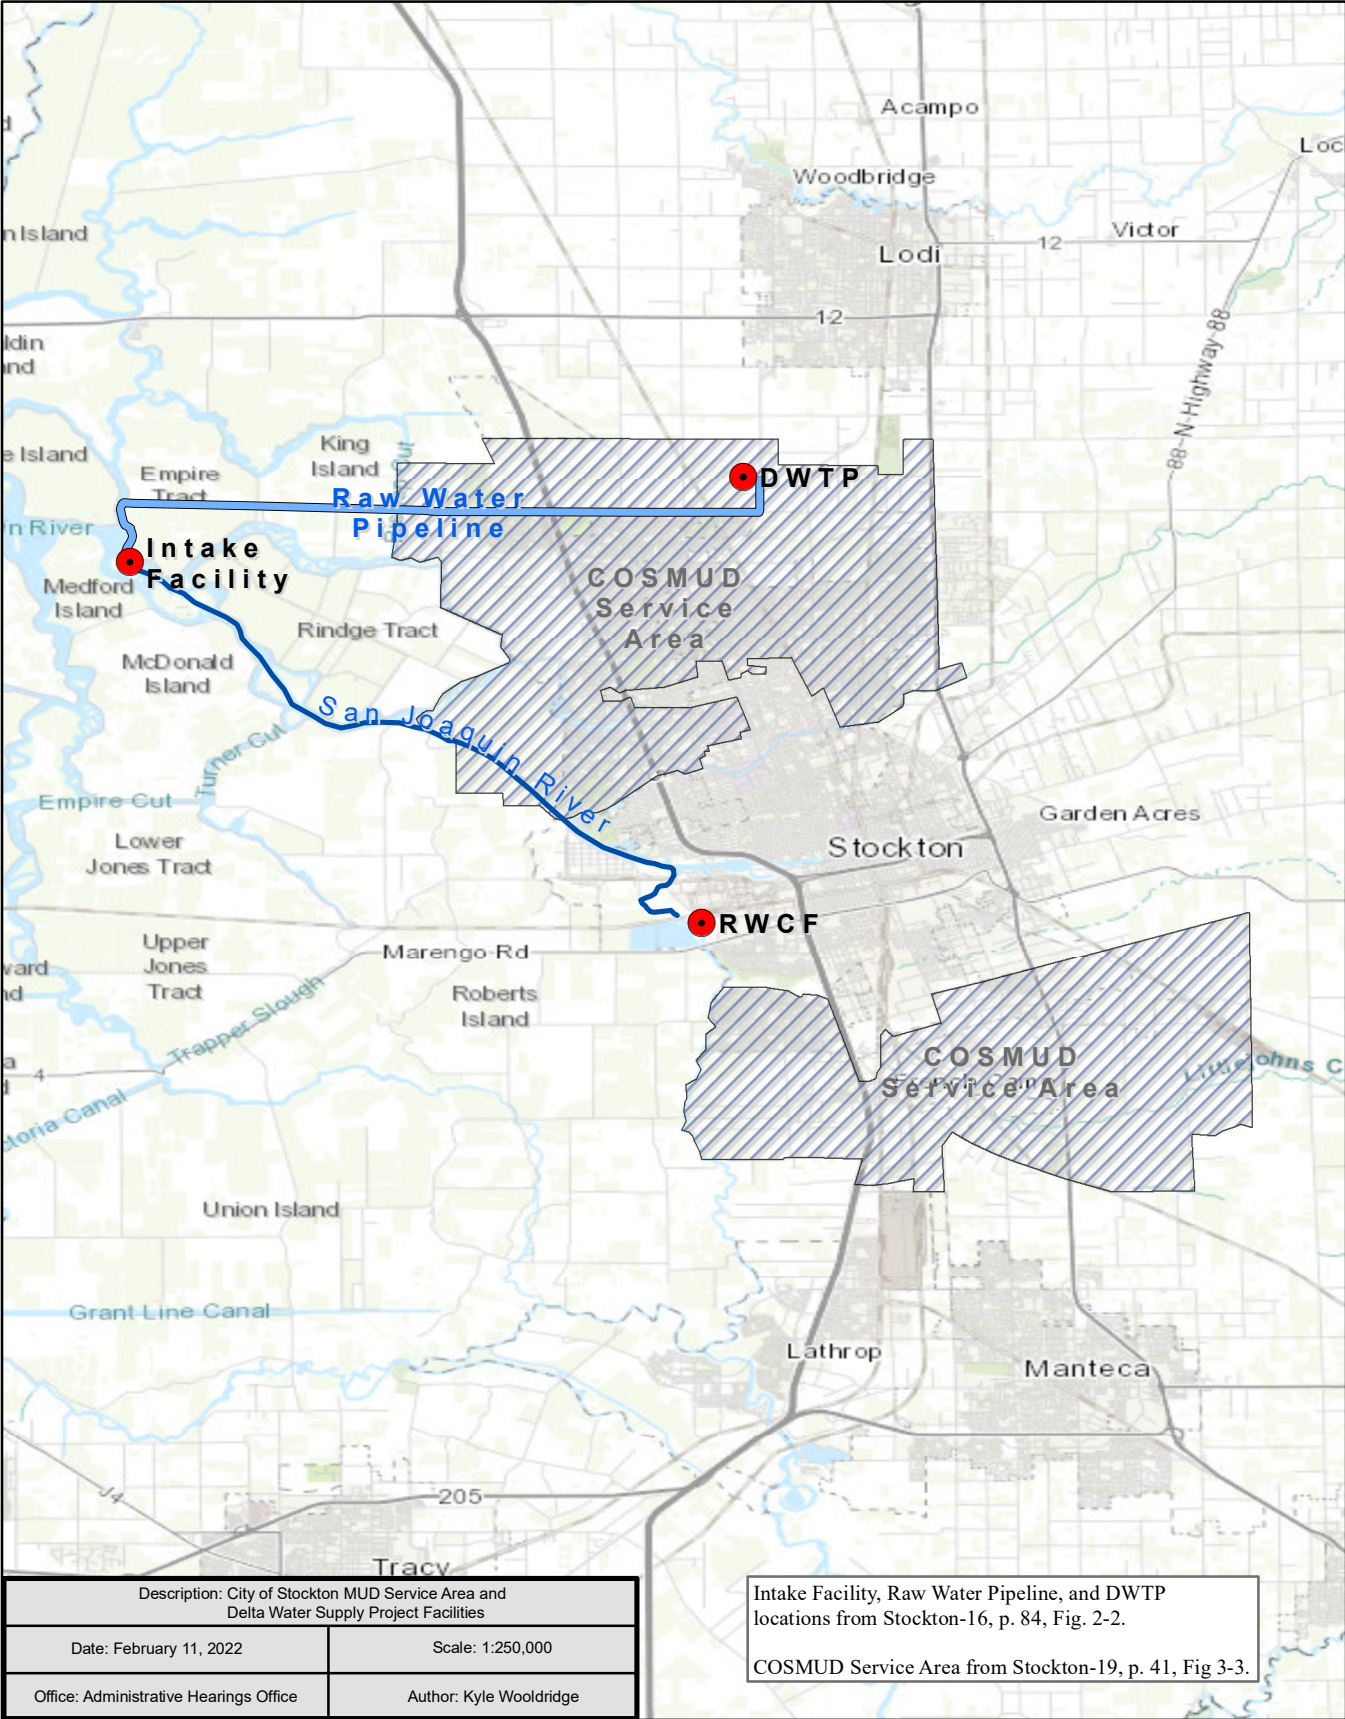 Acampo
Loc
Woodbridge
Victor
12
Lodi
n Island
88-N-Highway-88
12
ldin
nd
King
Island
e Island
Empire
Tract
DWTP
Raw Water
Pipeline
n River
Intake
Facility
Medford
Island
COSMUD
Service
Area
Rindge Tract
McDonald
Island
San Joaquin River
Turner Cut
Empire Cut
Garden Acres
Lower
Jones Tract
Stockton
RWCF
Upper
Jones
Tract
Marengo Rd
ward
nd
Roberts
Island
Trapper Slough
COSMUD
Service Area
Littlejohns C
a
d
4
ctoria Canal
Union Island
Grant Line Canal
Lathrop
Manteca
J4
205
Tracy
Description: City of Stockton MUD Service Area and
Delta Water Supply Project Facilities
Date: February 11, 2022
Scale: 1:250,000
Office: Administrative Hearings Office
Author: Kyle Wooldridge
Intake Facility, Raw Water Pipeline, and DWTP
locations from Stockton-16, p. 84, Fig. 2-2.
COSMUD Service Area from Stockton-19, p. 41, Fig 3-3.